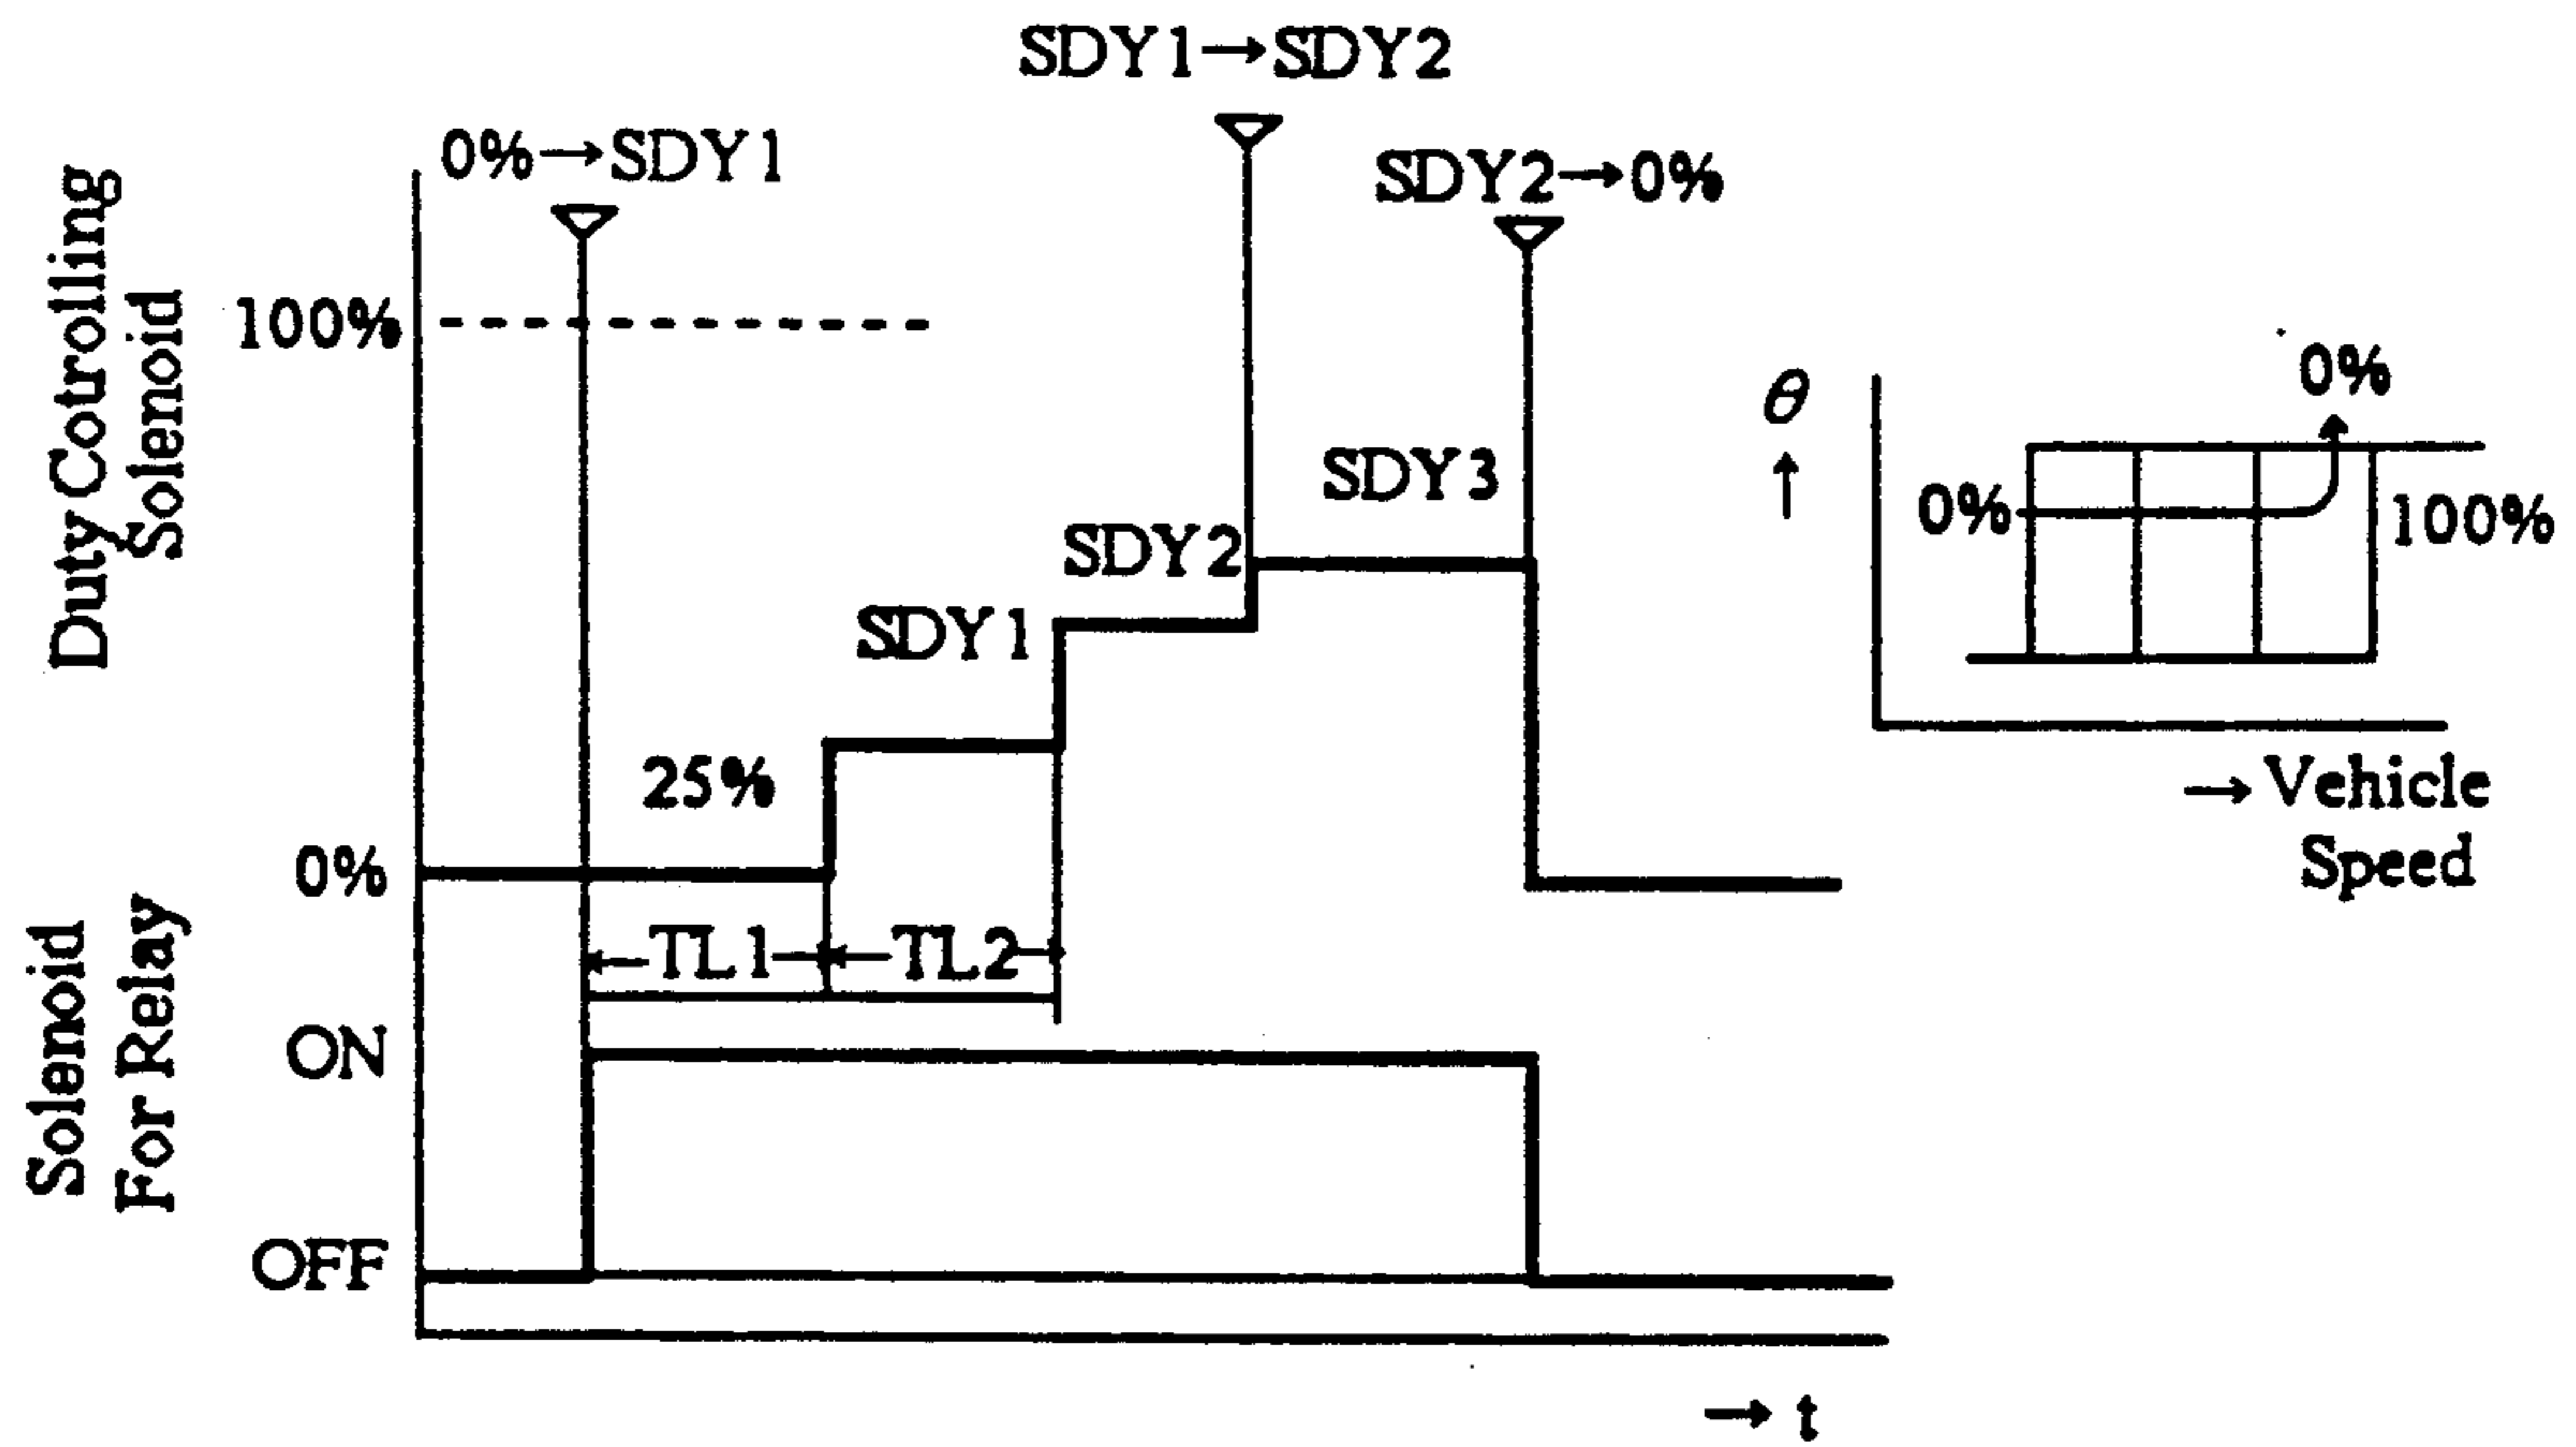 SDY1→SDY2
0%→SDY1
SDY2→0%
Duty Cotrolling
Solenoid
100%
SDY3
SDY2
SDY1
25%
0%
TL1
TL2
Solenoid
For Relay
ON
OFF
→ t
θ
↑
0%
0%
100%
→ Vehicle
Speed